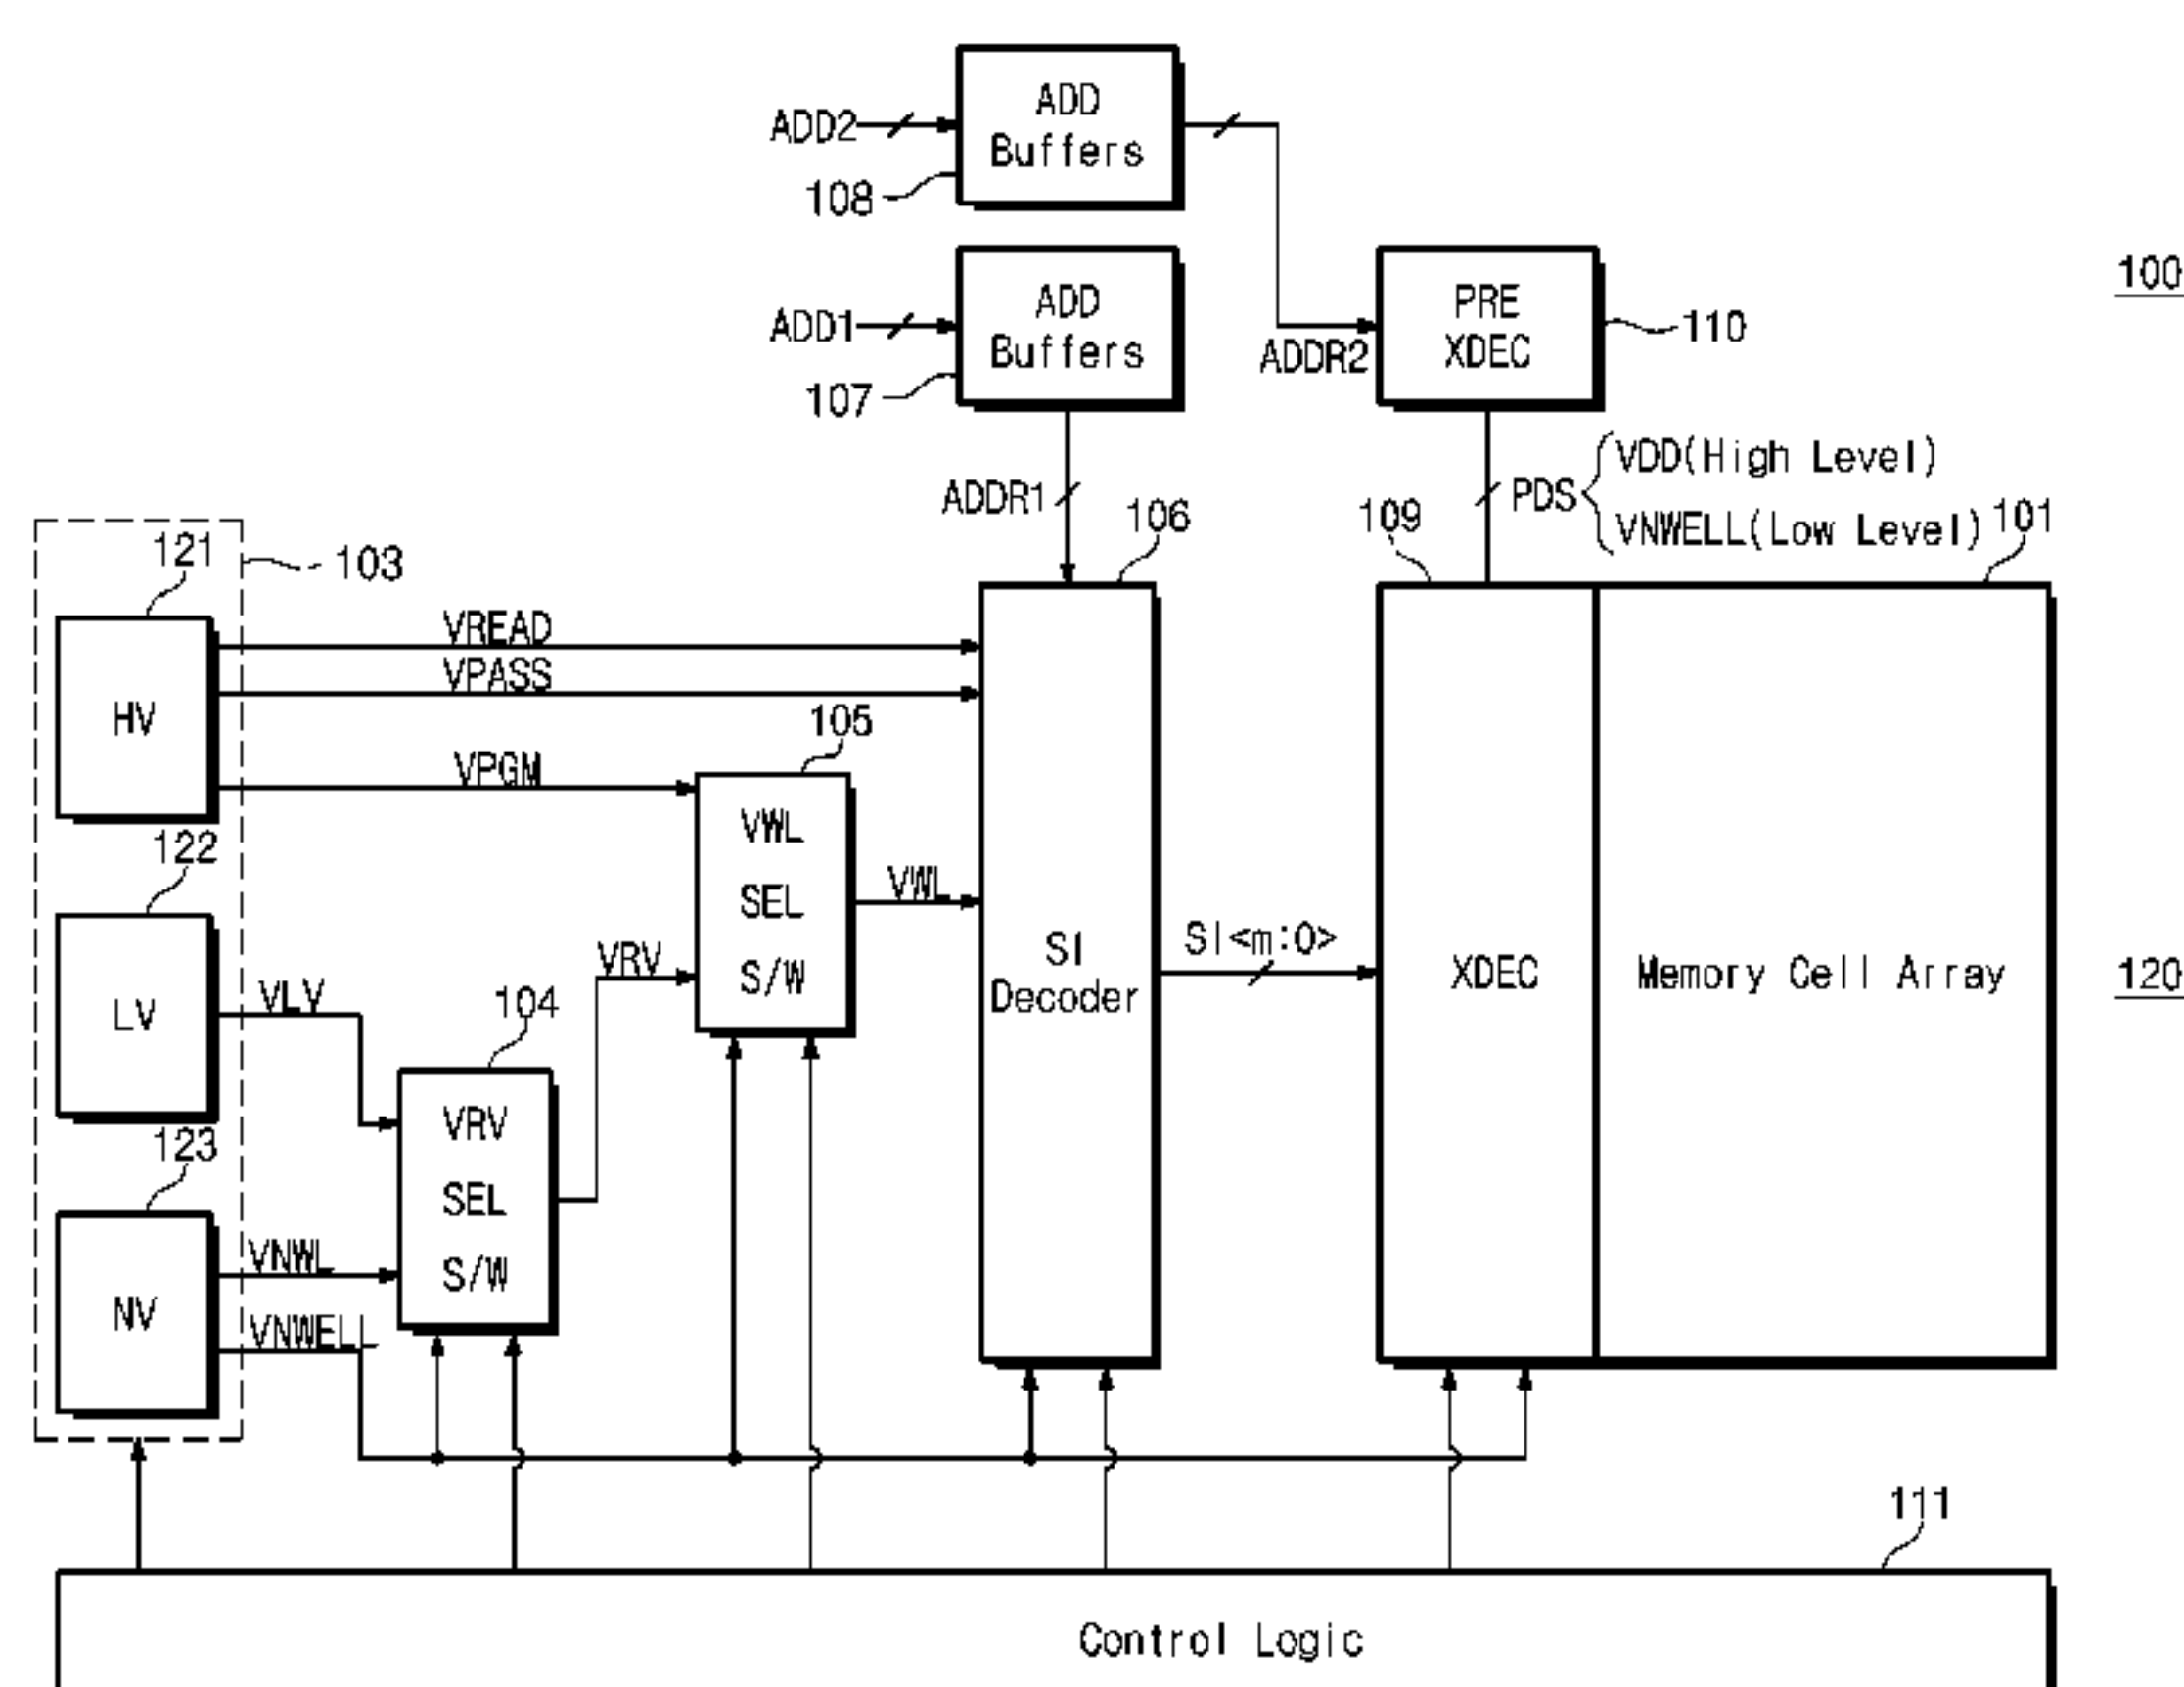 ADD
Buffers
ADD2
108
ADD
Buffers
ADD1
107
PRE
XDEC
110
100
ADDR2
ADDR1
PDS
VDD(High Level)
VNWELL(Low Level)
106
109
101
103
121
HV
VREAD
VPASS
VPGM
105
VWL
SEL
S/W
VWL
122
LV
VLV
104
VRV
VRV
SEL
S/W
123
NV
VNWL
VNWELL
SI
Decoder
SI<m:0>
XDEC
Memory Cell Array
120
111
Control Logic